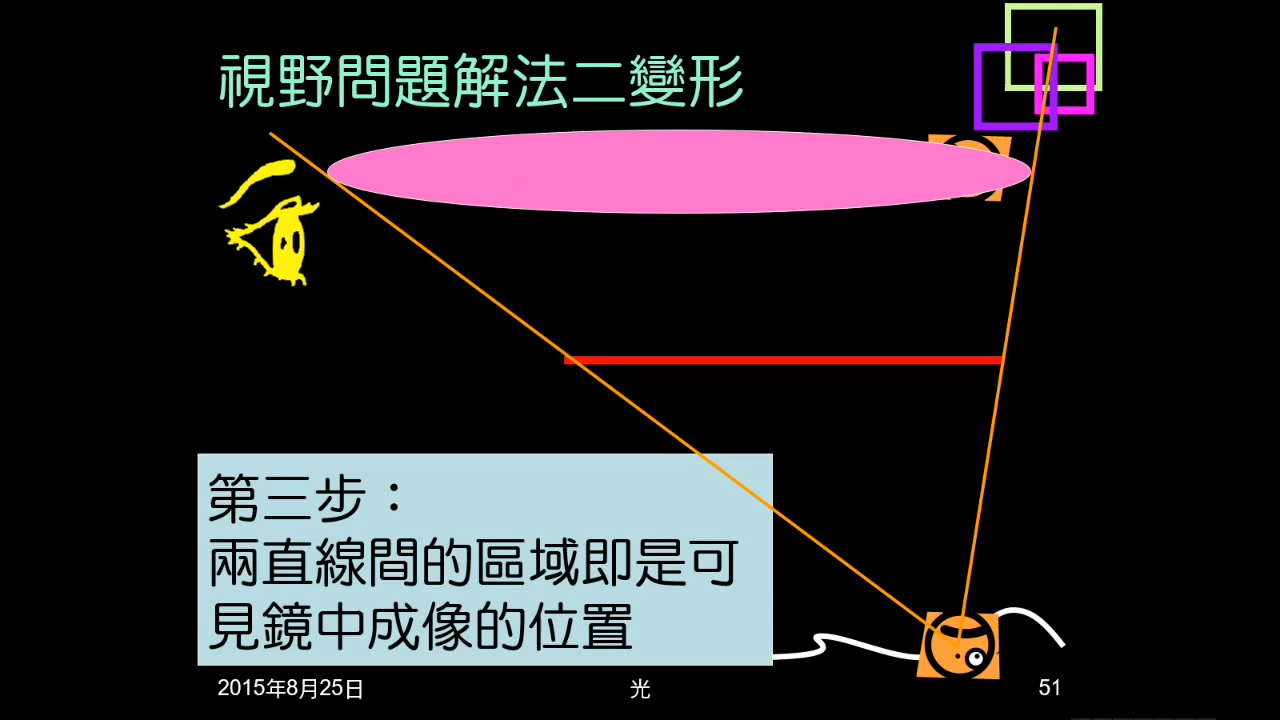 視野問題解法二變形
第三步：
兩直線間的區域即是可
見鏡中成像的位置
2015年8月25日
光
51